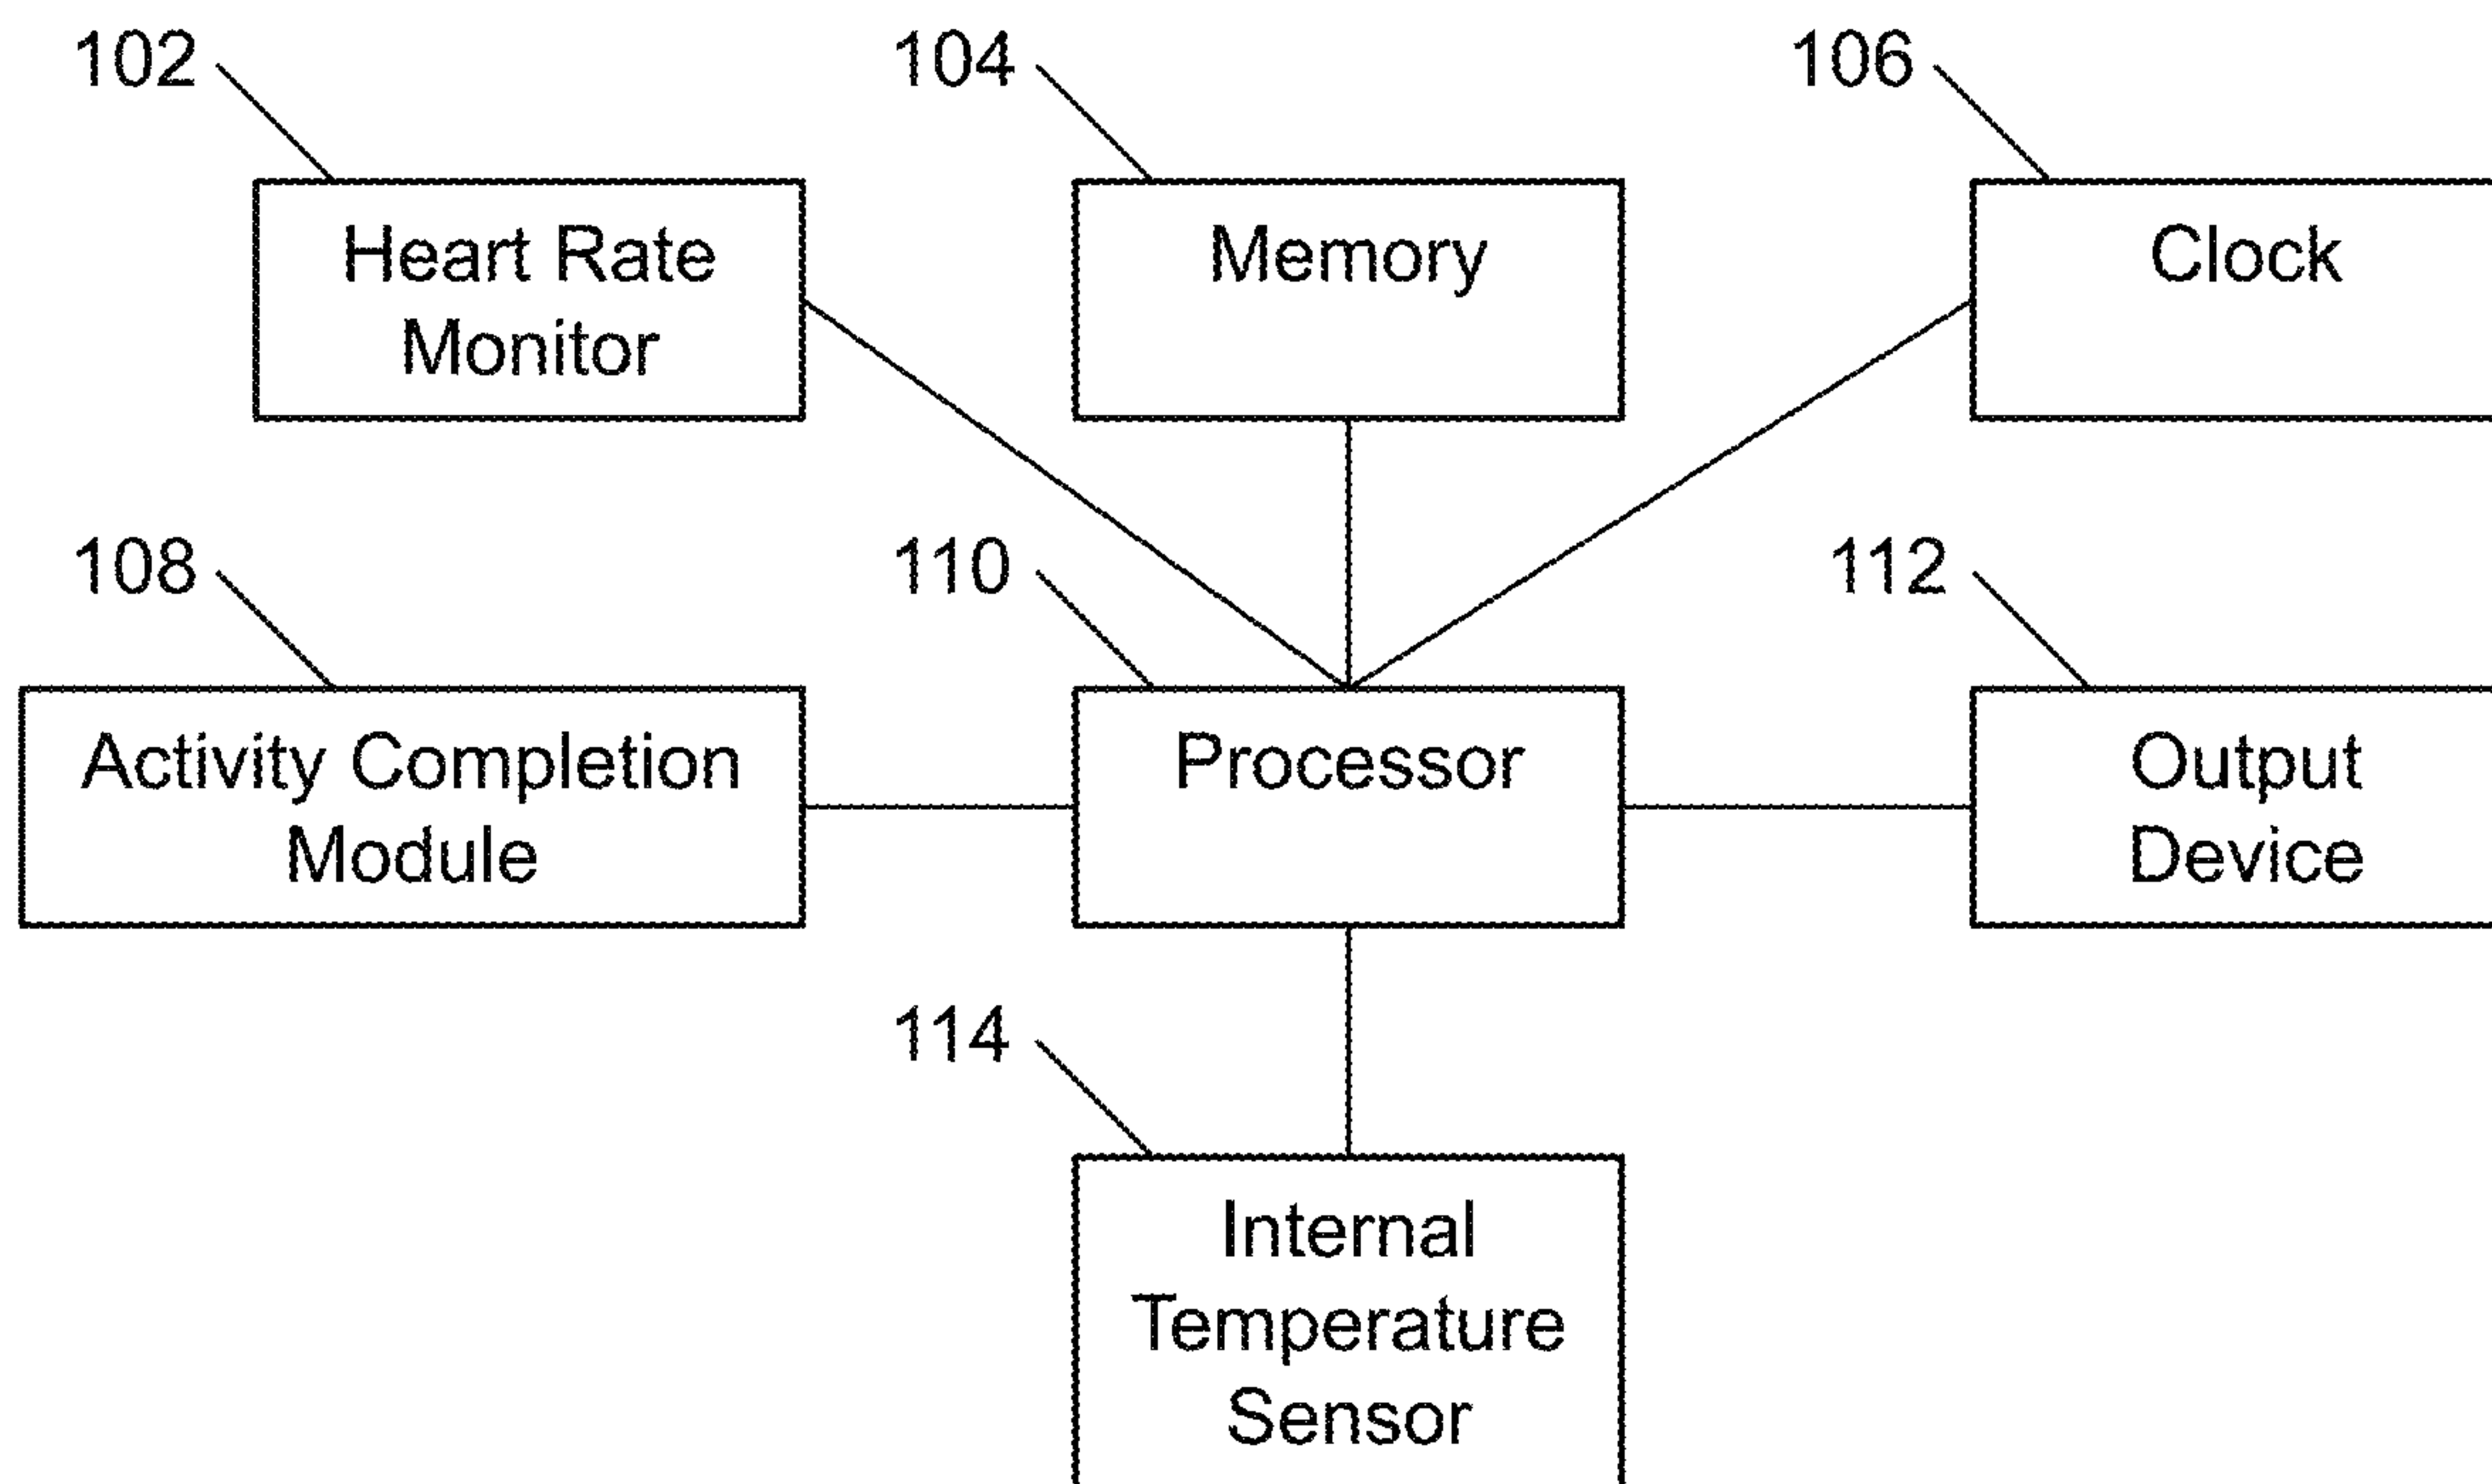 102
104
106
Heart Rate
Monitor
Memory
Clock
108
110
112
Activity Completion
Module
Processor
Output
Device
114
Internal
Temperature
Sensor